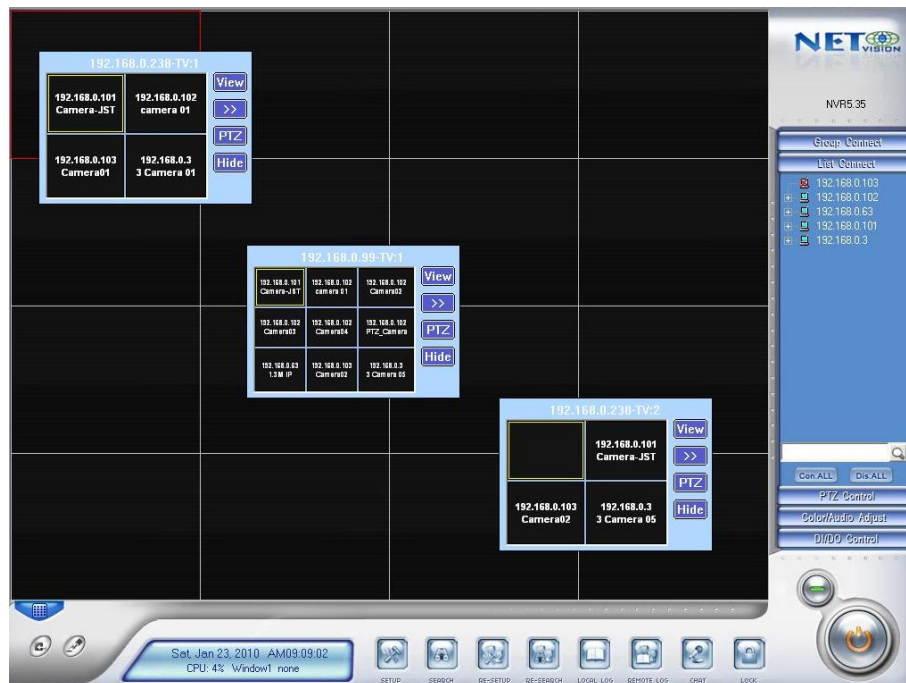 192.168.0.238-TV:1
192.168.0.101
Camera-JST
192.168.0.102
camera 01
192.168.0.103
Camera01
192.168.0.3
3 Camera 01
View
>>
PTZ
Hide
192.168.0.99-TV:1
192.168.0.101
Camera-JST
192.168.0.102
camera 01
192.168.0.102
Camera02
192.168.0.102
Camera03
192.168.0.102
Camera04
192.168.0.102
PTZ_Camera
192.168.0.63
1.3M IP
192.168.0.103
Camera02
192.168.0.3
3 Camera 05
View
>>
PTZ
Hide
192.168.0.238-TV:2
192.168.0.101
Camera-JST
192.168.0.103
Camera02
192.168.0.3
3 Camera 05
View
>>
PTZ
Hide
NET VISION
NVR5.35
Group Connect
List Connect
192.168.0.103
192.168.0.102
192.168.0.63
192.168.0.101
192.168.0.3
Con.ALL Dis.ALL
PTZ Control
Color/Audio Adjust
DI/DO Control
Sat, Jan 23, 2010 AM09:09:02
CPU: 4% Window1 none
SETUP SEARCH RE-SETUP RE-SEARCH LOCAL LOG REMOTE LOG CHAT LOCK